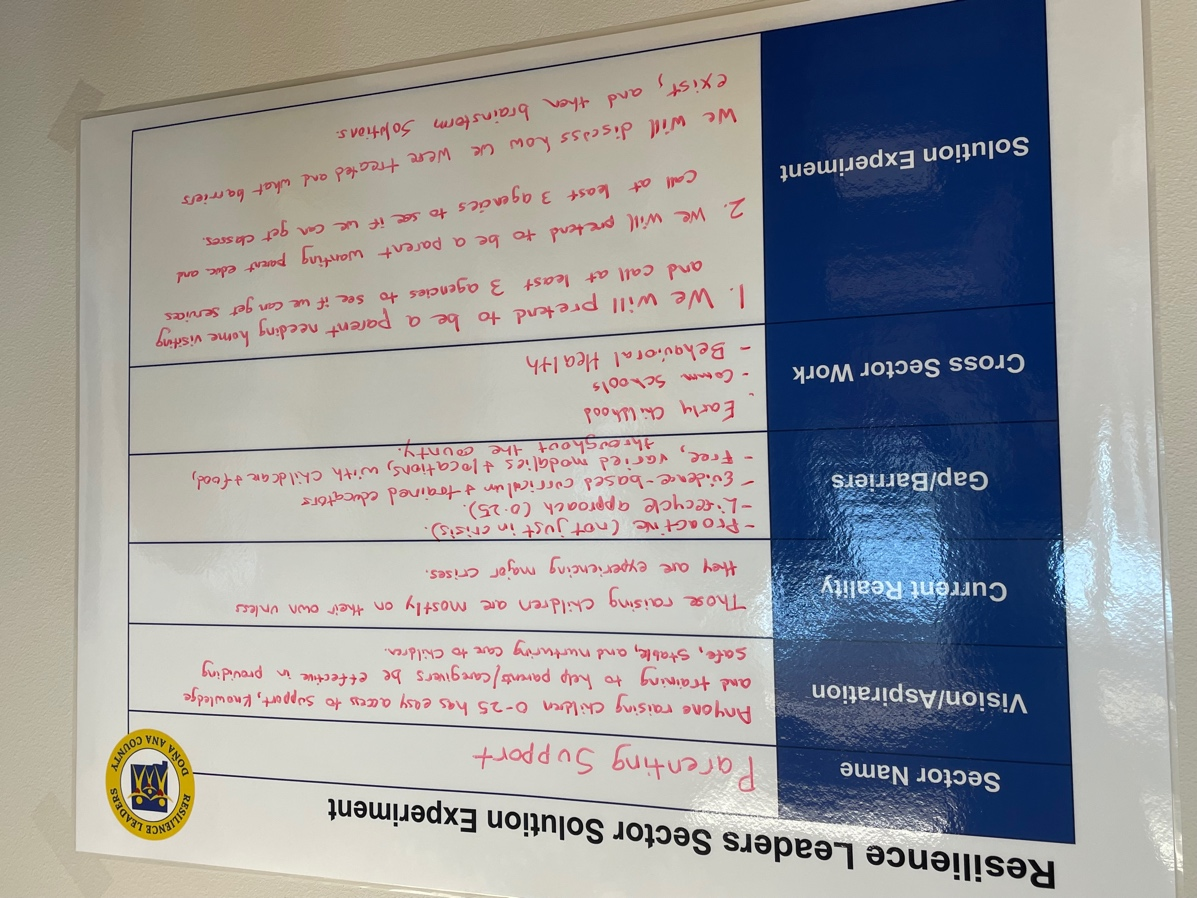 Resilience Leaders Sector Solution Experiment
RESILIENCE LEADERS
DOÑA ANA COUNTY
Sector Name
Parenting Support
Vision/Aspiration
Anyone raising children 0-25 has easy access to support, knowledge,
and training to help parents/caregivers be effective in providing
safe, stable, and nurturing care to children.
Current Reality
Those raising children are mostly on their own unless
they are experiencing major crises.
Gap/Barriers
- Proactive (not just in crisis).
- Lifecycle approach (0-25).
- Evidence-based curriculum + trained educators
- Free, varied modalities + locations, with childcare + food,
throughout the county.
Cross Sector Work
- Early Childhood
- Comm Schools
- Behavioral Health
Solution Experiment
1. We will pretend to be a parent needing home visiting
and call at least 3 agencies to see if we can get services
2. We will pretend to be a parent wanting parent educ and
call at least 3 agencies to see if we can get classes.
We will discuss how we were treated and what barriers
exist, and then brainstorm solutions.